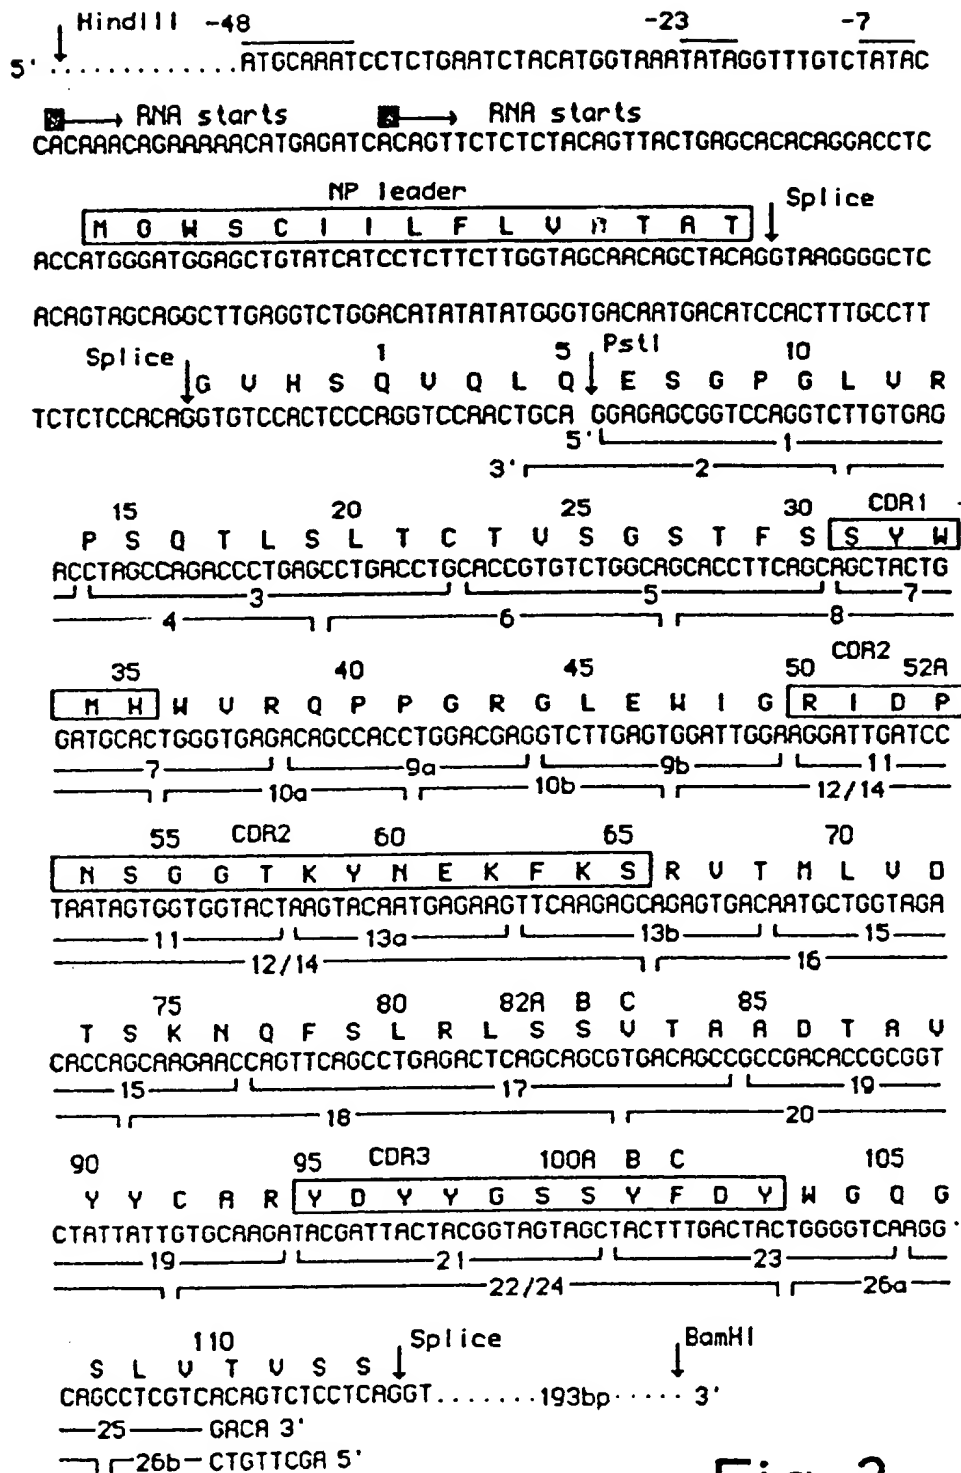 HindIII -48 -23 -7
5' ............. ATGCAAATCCTCTGAATCTACATGGTAAATATAGGTTTGTCTATAC
RNA starts RNA starts
CACAAACAGAAAAACATGAGATCACAGTTCTCTCTACAGTTACTGAGCACACAGGACCTC
NP leader Splice
M G W S C I I L F L V T A T
ACCATGGGATGGAGCTGTATCATCCTCTTCTTGGTAGCAACAGCTACAGGTAAGGGGCTC
ACAGTAGCAGGCTTGAGGTCTGGACATATATATGGGTGACAATGACATCCACTTTGCCTT
Splice 1 5 PstI 10
G V H S Q V Q L Q E S G P G L V R
TCTCTCCACAGGTGTCCACTCCCAGGTCCAACTGCA GGAGAGCGGTCCAGGTCTTGTGAG
5' 1
3' 2
15 20 25 30 CDR1
P S Q T L S L T C T V S G S T F S S Y W
ACCTAGCCAGACCCTGAGCCTGACCTGCACCGTGTCTGGCAGCACCTTCAGCAGCTACTG
3 5 7
4 6 8
35 40 45 50 CDR2 52A
M H W V R Q P P G R G L E W I G R I D P
GATGCACTGGGTGAGACAGCCACCTGGACGAGGTCTTGAGTGGATTGGAAGGATTGATCC
7 9a 9b 11
10a 10b 12/14
55 CDR2 60 65 70
N S G G T K Y N E K F K S R V T M L V D
TAATAGTGGTGGTACTAAGTACAATGAGAAGTTCAAGAGCAGAGTGACAATGCTGGTAGA
11 13a 13b 15
12/14 16
75 80 82A B C 85
T S K N Q F S L R L S S V T A A D T A V
CACCAGCAAGAACCAGTTCAGCCTGAGACTCAGCAGCGTGACAGCCGCCGACACCGCGGT
15 17 19
18 20
90 95 CDR3 100A B C 105
Y Y C A R Y D Y Y G S S Y F D Y W G Q G
CTATTATTGTGCAAGATACGATTACTACGGTAGTAGCTACTTTGACTACTGGGGTCAAGG
19 21 23
22/24 26a
110 Splice BamHI
S L V T V S S
CAGCCTCGTCACAGTCTCCTCAGGT.......193bp..... 3'
25 GACA 3'
26b CTGTTCGA 5'